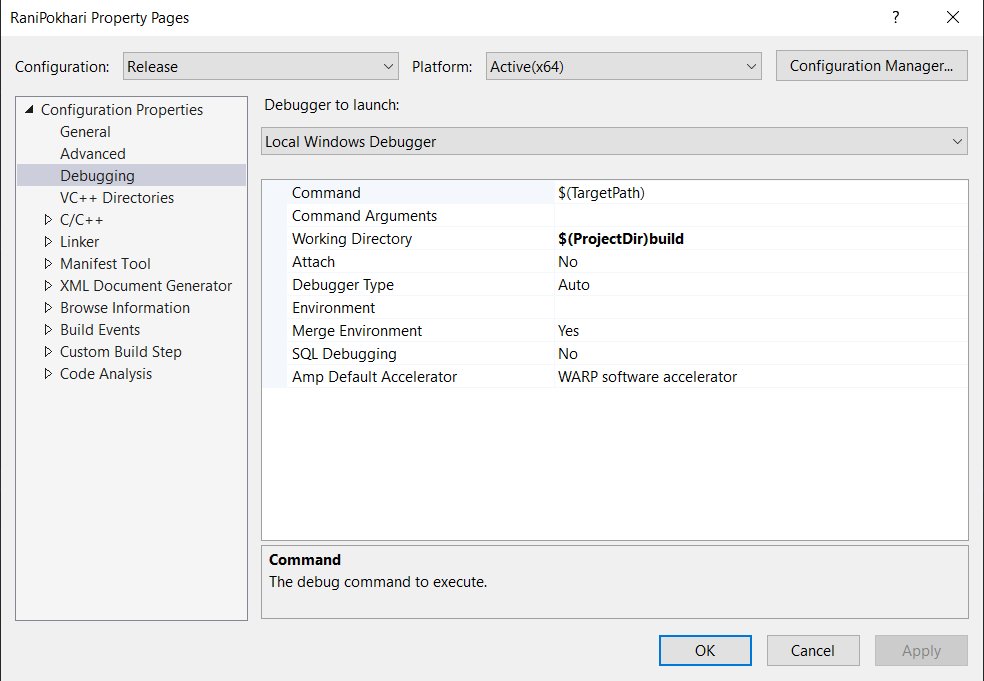 RaniPokhari Property Pages ?
Configuration: Release Platform: Active(x64) Configuration Manager...
Configuration Properties
General
Advanced
Debugging
VC++ Directories
C/C++
Linker
Manifest Tool
XML Document Generator
Browse Information
Build Events
Custom Build Step
Code Analysis
Debugger to launch:
Local Windows Debugger
Command $(TargetPath)
Command Arguments
Working Directory $(ProjectDir)build
Attach No
Debugger Type Auto
Environment
Merge Environment Yes
SQL Debugging No
Amp Default Accelerator WARP software accelerator
Command
The debug command to execute.
OK Cancel Apply